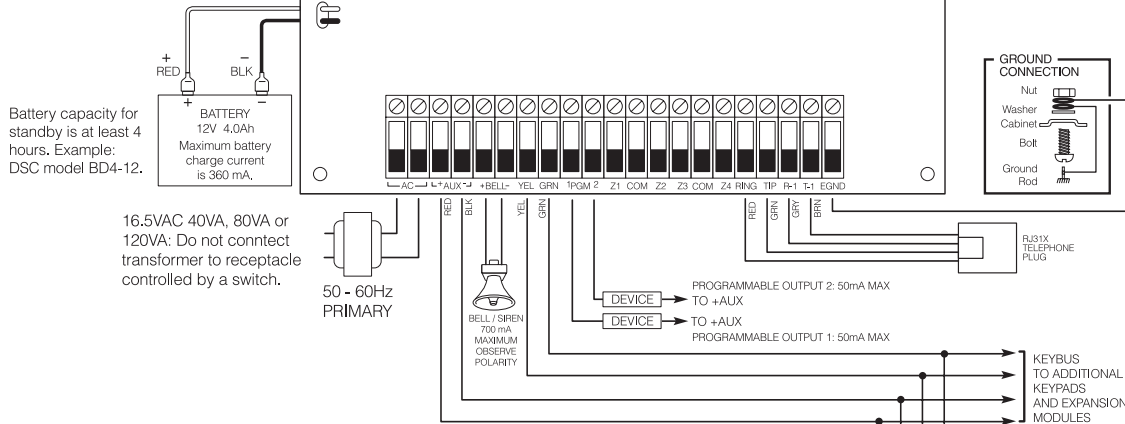 + RED
− BLK
+ −
BATTERY
12V 4.0Ah
Maximum battery
charge current
is 360 mA.
Battery capacity for
standby is at least 4
hours. Example:
DSC model BD4-12.
16.5VAC 40VA, 80VA or
120VA: Do not conntect
transformer to receptacle
controlled by a switch.
50 - 60Hz
PRIMARY
AC +AUX- +BELL- YEL GRN 1PGM 2 Z1 COM Z2 Z3 COM Z4 RING TIP R-1 T-1 EGND
RED
BLK
YEL
GRN
RED
GRN
GRY
BRN
BELL / SIREN
700 mA
MAXIMUM
OBSERVE
POLARITY
PROGRAMMABLE OUTPUT 2: 50mA MAX
DEVICE TO +AUX
DEVICE TO +AUX
PROGRAMMABLE OUTPUT 1: 50mA MAX
GROUND
CONNECTION
Nut
Washer
Cabinet
Bolt
Ground
Rod
RJ31X
TELEPHONE
PLUG
KEYBUS
TO ADDITIONAL
KEYPADS
AND EXPANSION
MODULES